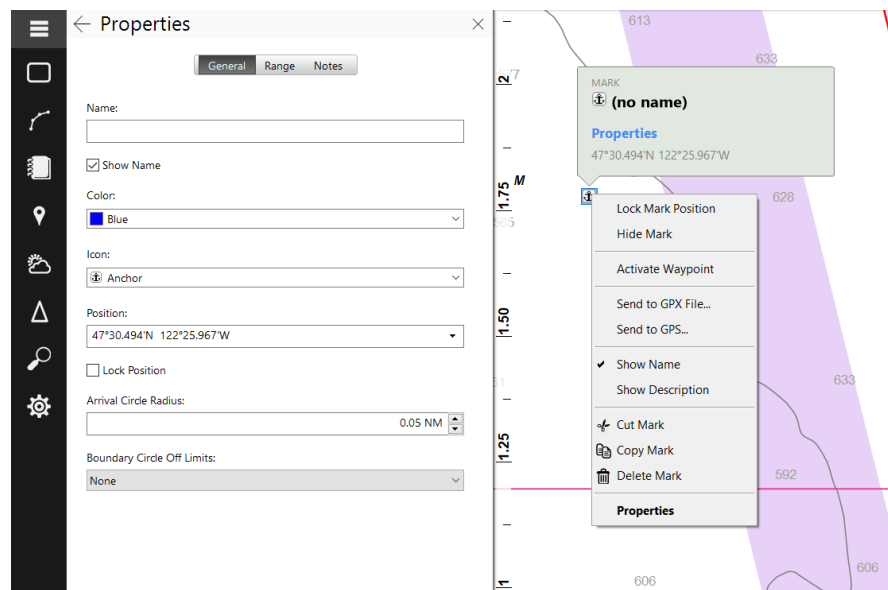 Properties
General Range Notes
Name:
Show Name
Color:
Blue
Icon:
Anchor
Position:
47°30.494'N 122°25.967'W
Lock Position
Arrival Circle Radius:
0.05 NM
Boundary Circle Off Limits:
None
613
633
2
MARK
(no name)
Properties
47°30.494'N 122°25.967'W
M
1.75
628
Lock Mark Position
Hide Mark
Activate Waypoint
Send to GPX File...
Send to GPS...
1.50
Show Name
Show Description
633
Cut Mark
1.25
Copy Mark
Delete Mark
592
Properties
606
606
1